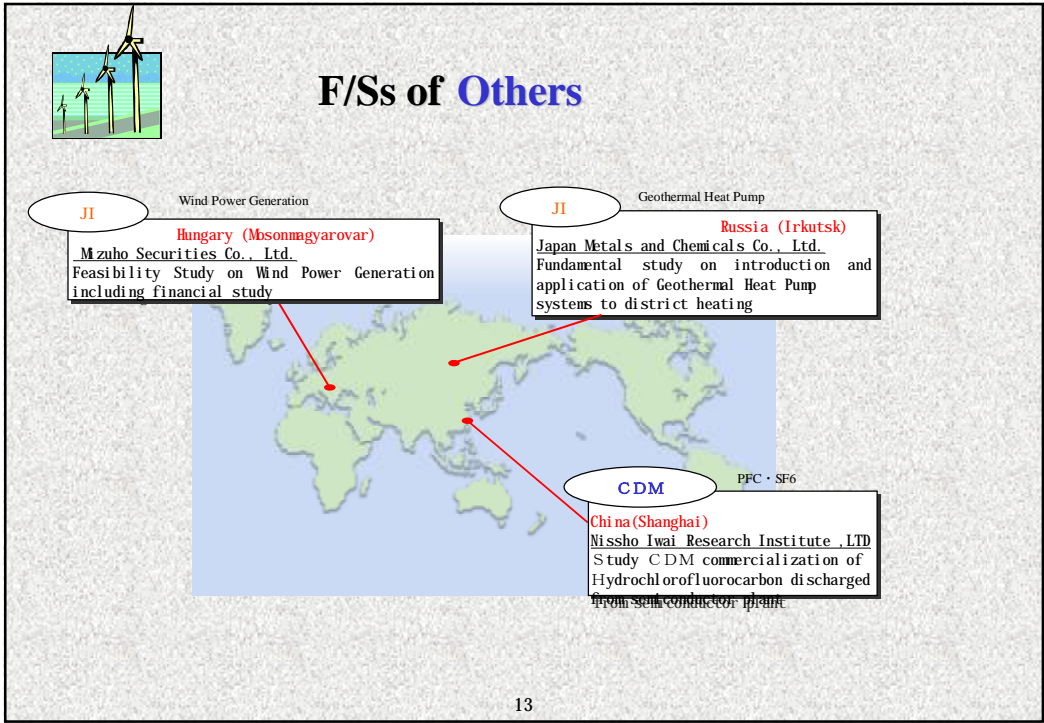 F/Ss of Others
JI
Wind Power Generation
Hungary (Mosonmagyarovar)
Mizuho Securities Co., Ltd.
Feasibility Study on Wind Power Generation
including financial study
JI
Geothermal Heat Pump
Russia (Irkutsk)
Japan Metals and Chemicals Co., Ltd.
Fundamental study on introduction and
application of Geothermal Heat Pump
systems to district heating
CDM
PFC・SF6
China(Shanghai)
Nissho Iwai Research Institute ,LTD
Study CDM commercialization of
Hydrochlorofluorocarbon discharged
from semiconductor plant
13